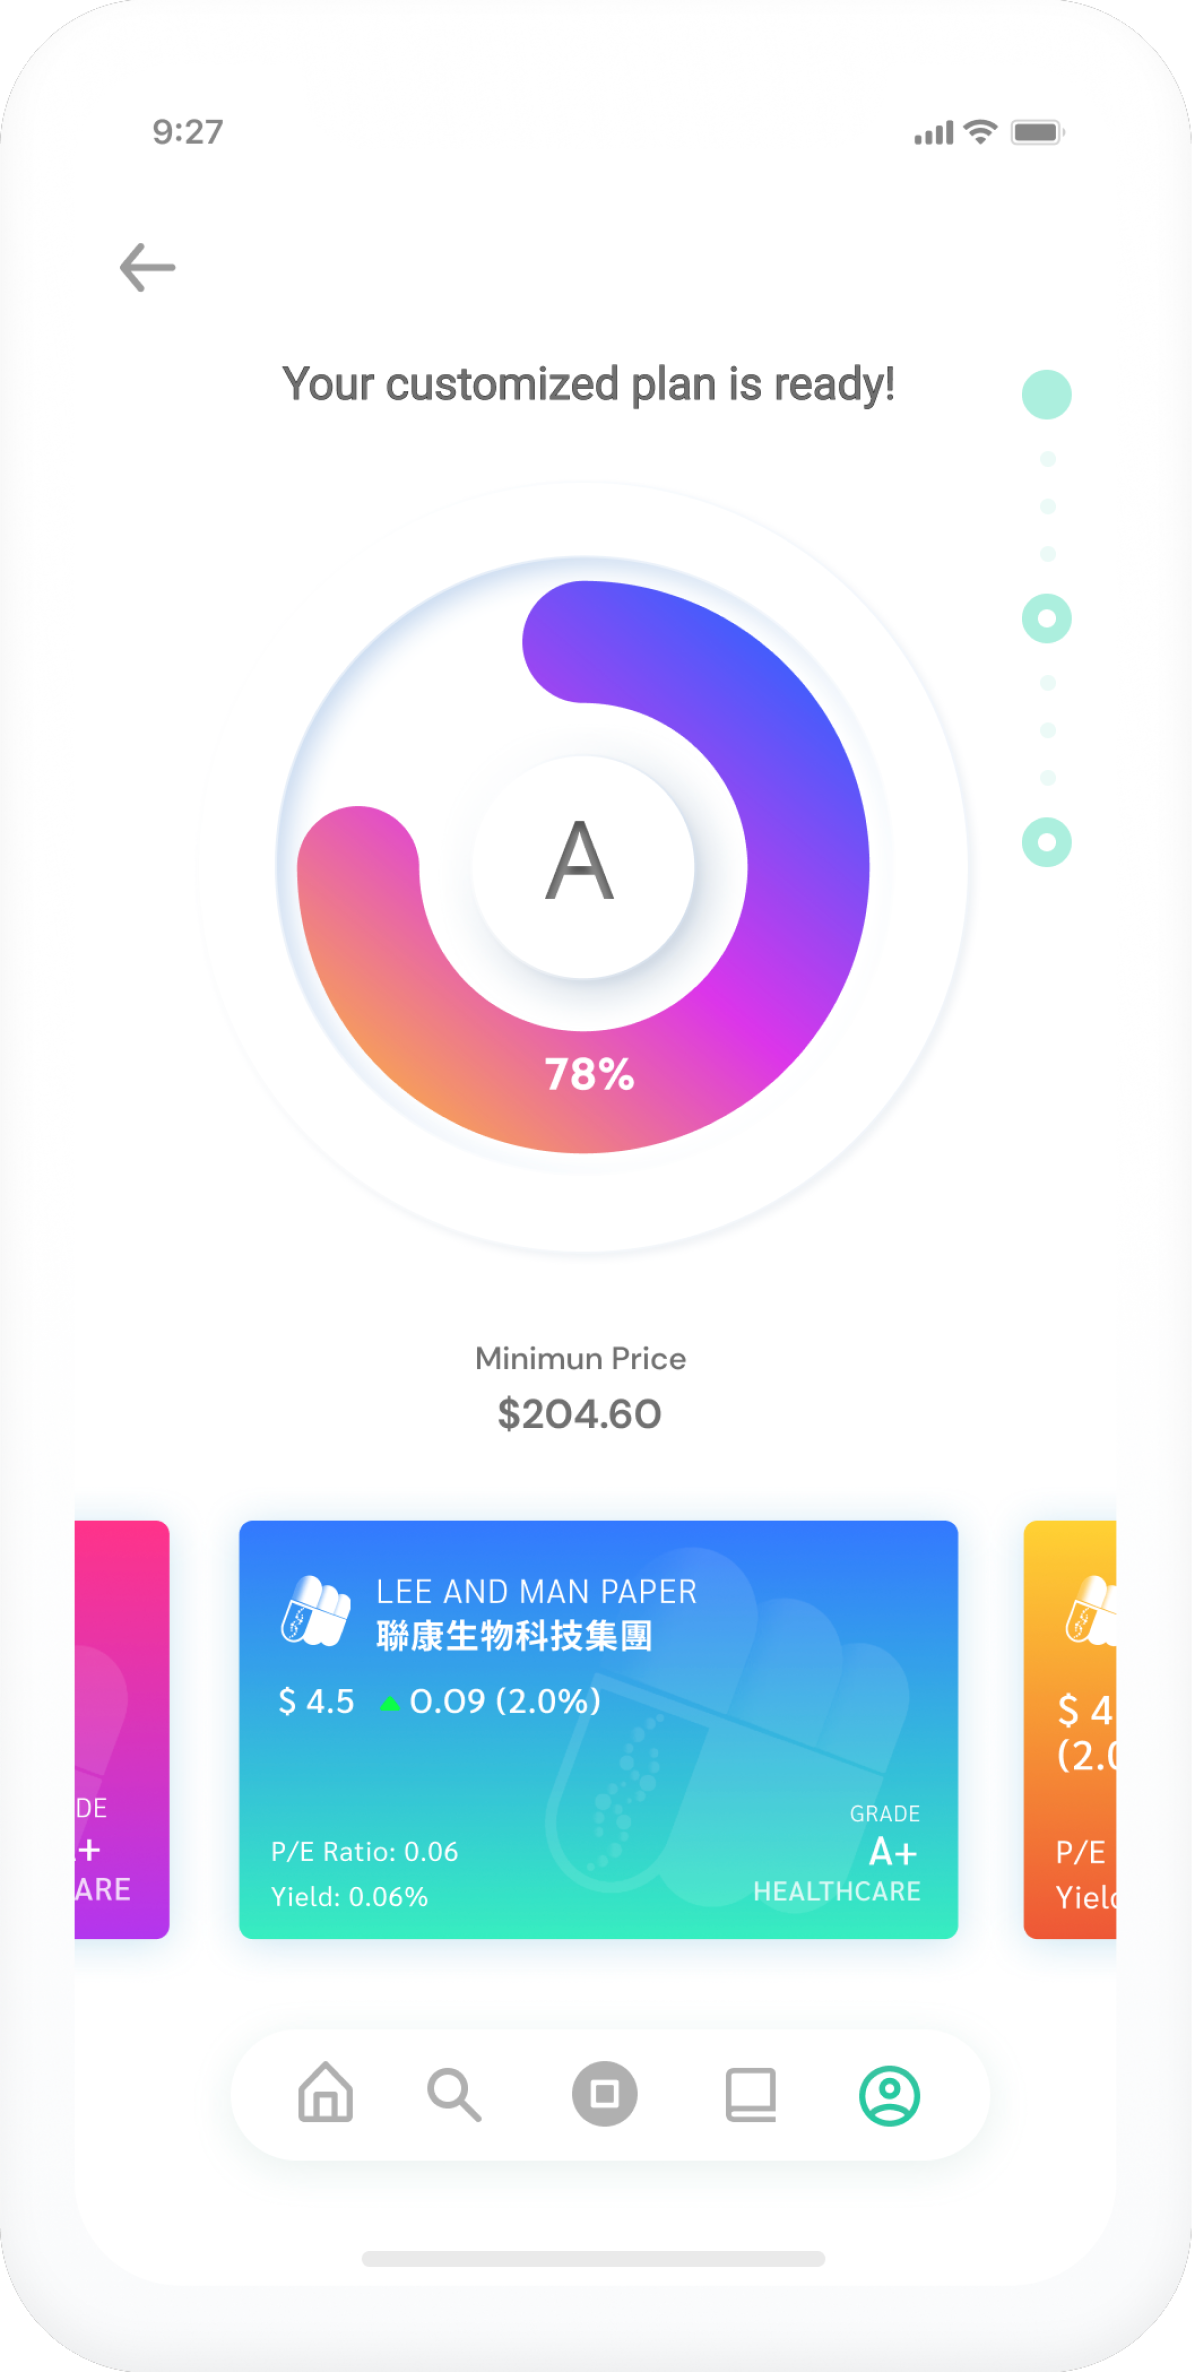 9:27
Your customized plan is ready!
A
78%
Minimun Price
$204.60
DE
+
ARE
LEE AND MAN PAPER
聯康生物科技集團
$ 4.5 ▲ 0.09 (2.0%)
P/E Ratio: 0.06
Yield: 0.06%
GRADE
A+
HEALTHCARE
$ 4
(2.0
P/E
Yield